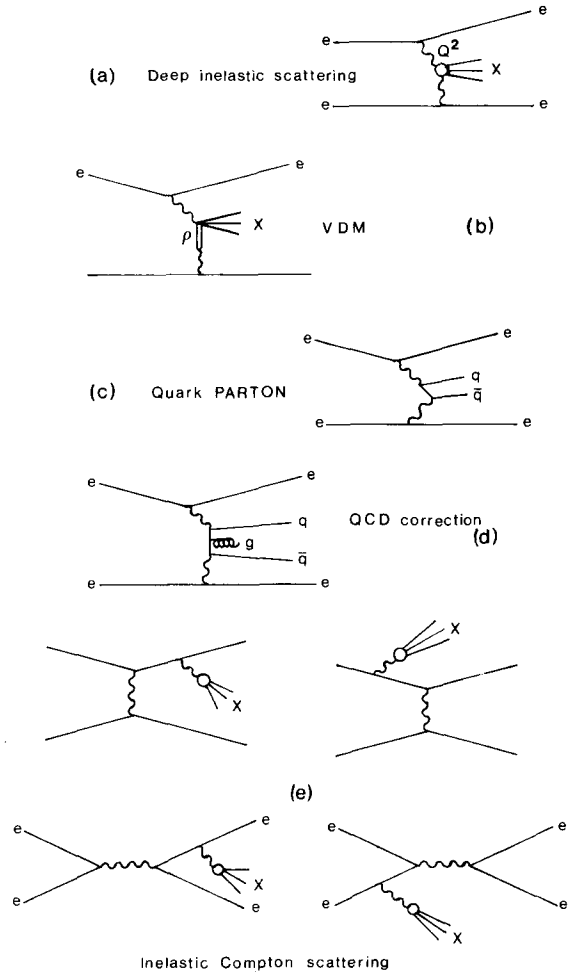 e
e
Q²
(a) Deep inelastic scattering
X
e
e
e
e
ρ
X
VDM
(b)
e
e
(c) Quark PARTON
q
q̄
e
e
e
e
q
QCD correction
g
(d)
q̄
e
e
X
X
(e)
e
e
e
e
X
e
e
e
e
X
Inelastic Compton scattering